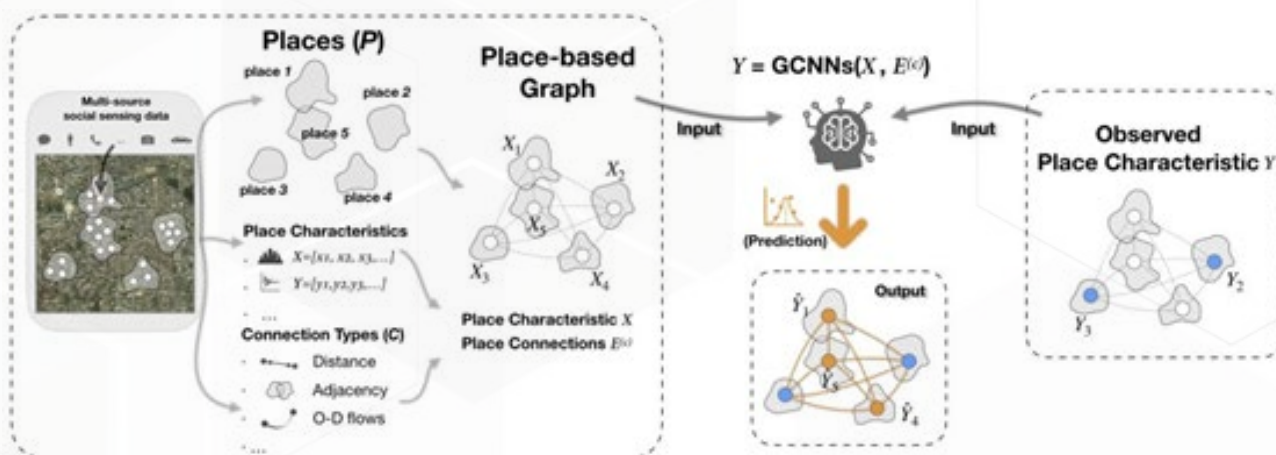 Multi-source
social sensing data
...
Places (P)
place 1
place 2
place 5
place 3
place 4
Place Characteristics
X=[x1, x2, x3,...]
Y=[y1,y2,y3,...]
...
Connection Types (C)
Distance
Adjacency
O-D flows
...
Place-based
Graph
X₁
X₂
X₅
X₃
X₄
Place Characteristic X
Place Connections E⁽ᶜ⁾
Y = GCNNs(X, E⁽ᶜ⁾)
Input
Input
(Prediction)
Output
Ŷ₁
Ŷ₅
Ŷ₄
Observed
Place Characteristic Y
Y₂
Y₃